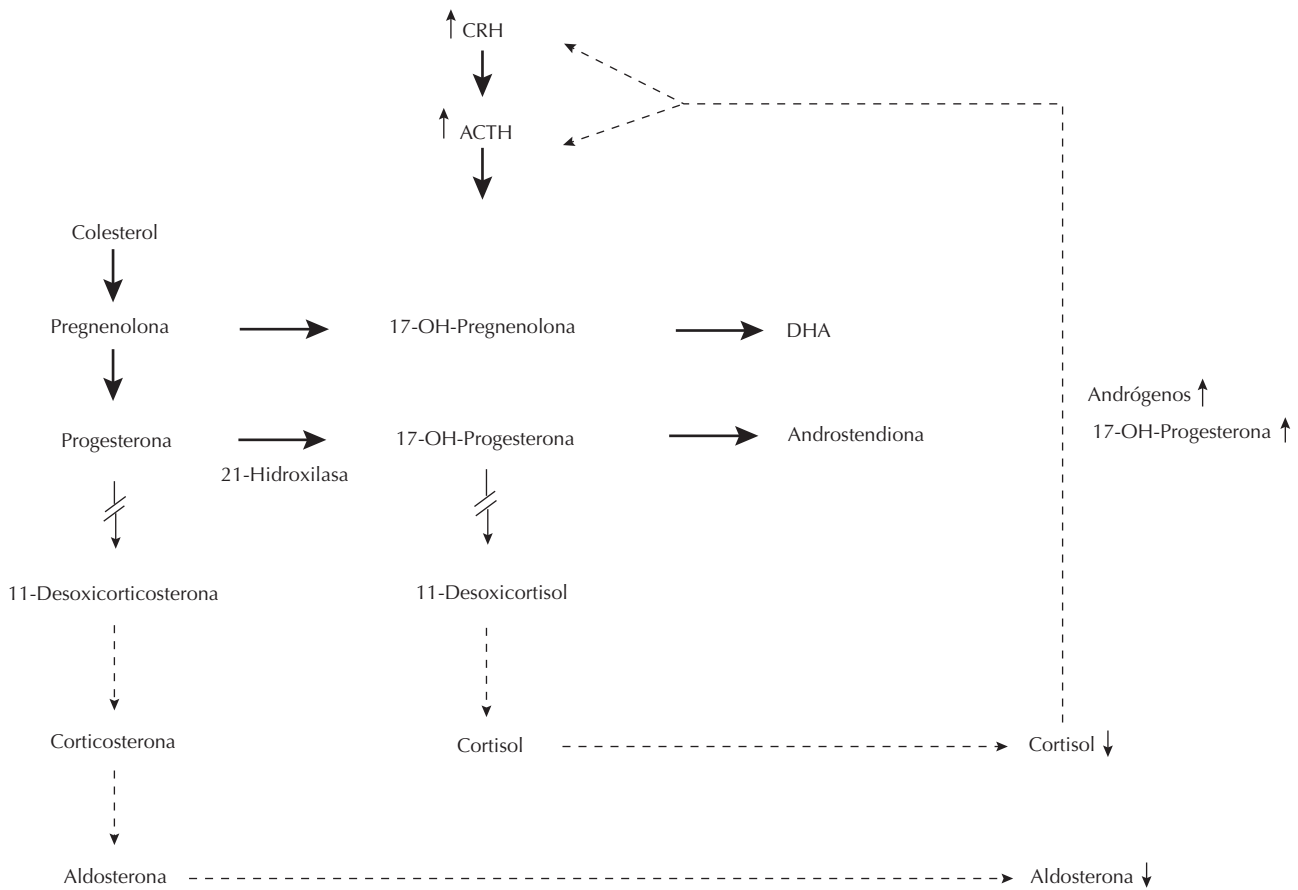 CRH
ACTH
Colesterol
Pregnenolona
17-OH-Pregnenolona
DHA
Andrógenos
17-OH-Progesterona
Progesterona
17-OH-Progesterona
Androstendiona
21-Hidroxilasa
11-Desoxicorticosterona
11-Desoxicortisol
Corticosterona
Cortisol
Cortisol
Aldosterona
Aldosterona